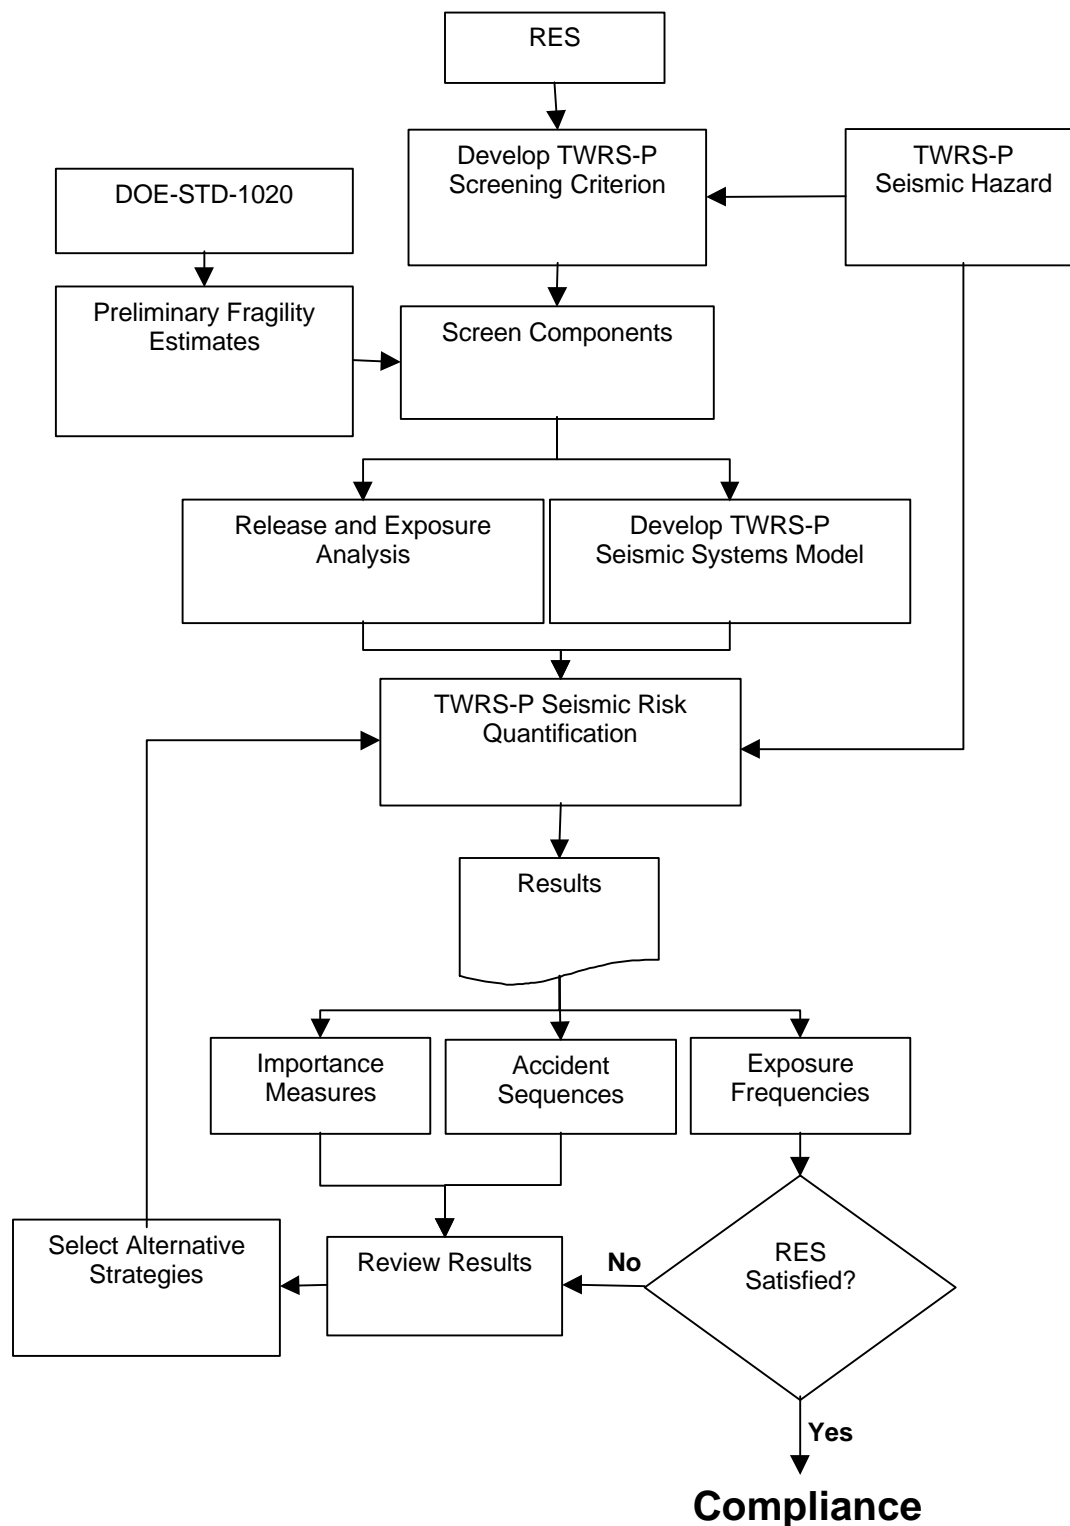 RES
Develop TWRS-P
Screening Criterion
TWRS-P
Seismic Hazard
DOE-STD-1020
Preliminary Fragility
Estimates
Screen Components
Release and Exposure
Analysis
Develop TWRS-P
Seismic Systems Model
TWRS-P Seismic Risk
Quantification
Results
Importance
Measures
Accident
Sequences
Exposure
Frequencies
Select Alternative
Strategies
Review Results
No
RES
Satisfied?
Yes
Compliance